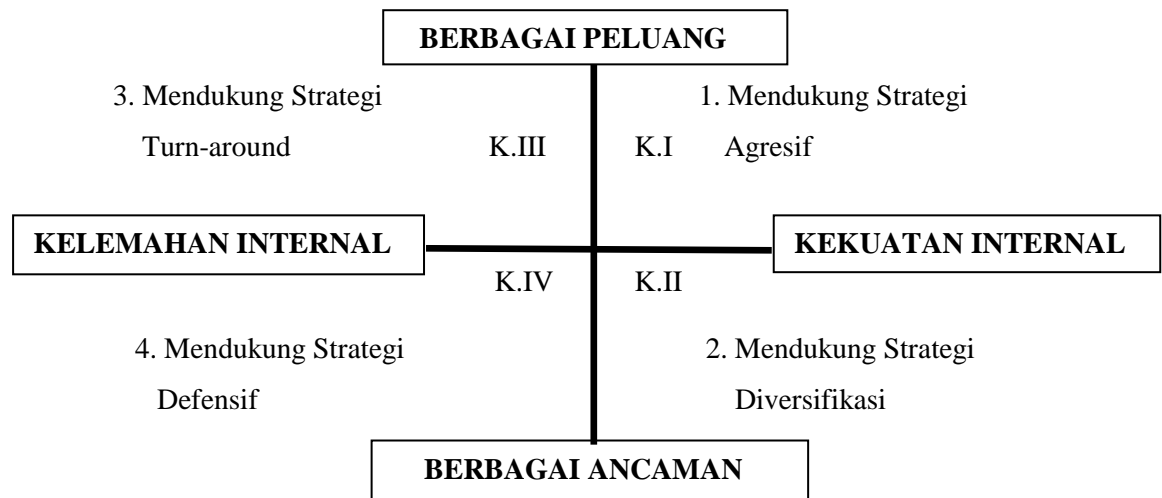 BERBAGAI PELUANG
3. Mendukung Strategi
Turn-around
K.III
1. Mendukung Strategi
K.I
Agresif
KELEMAHAN INTERNAL
KEKUATAN INTERNAL
K.IV
K.II
4. Mendukung Strategi
Defensif
2. Mendukung Strategi
Diversifikasi
BERBAGAI ANCAMAN